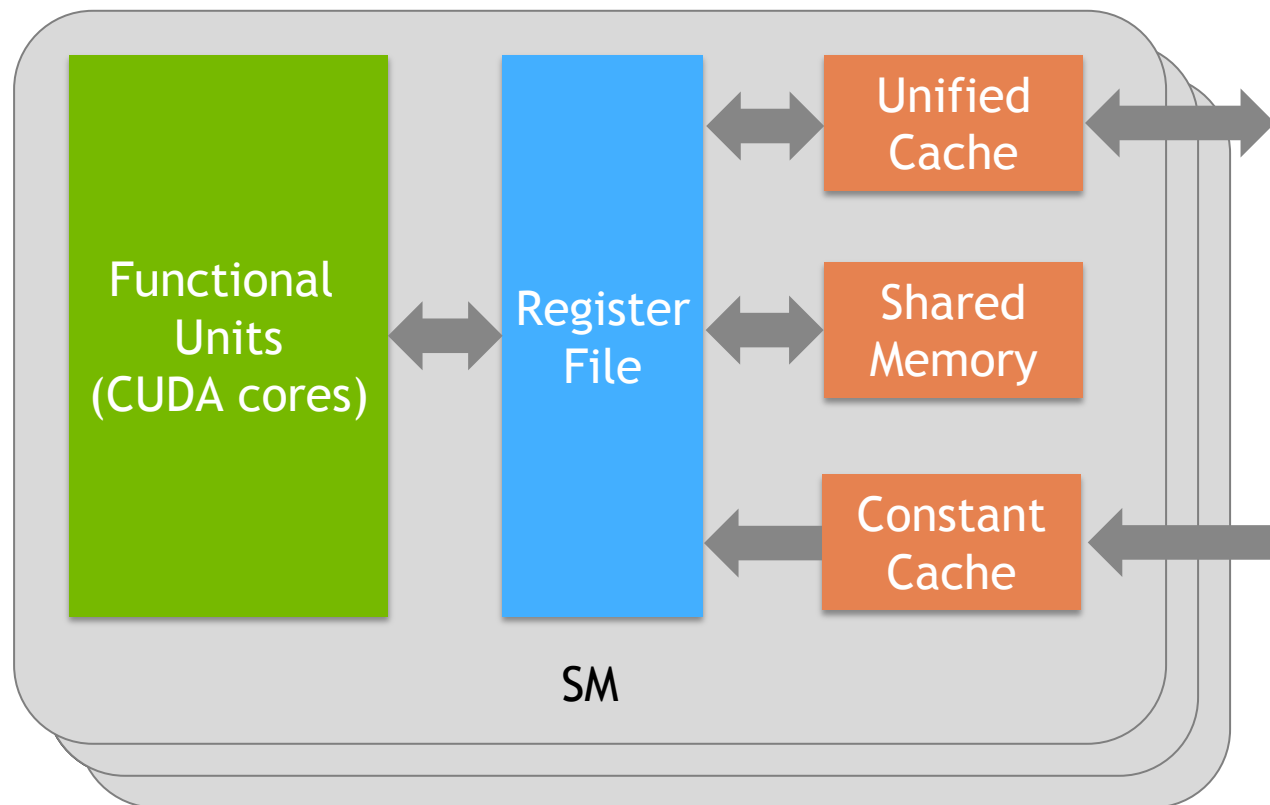 Functional
Units
(CUDA cores)
Register
File
Unified
Cache
Shared
Memory
Constant
Cache
SM